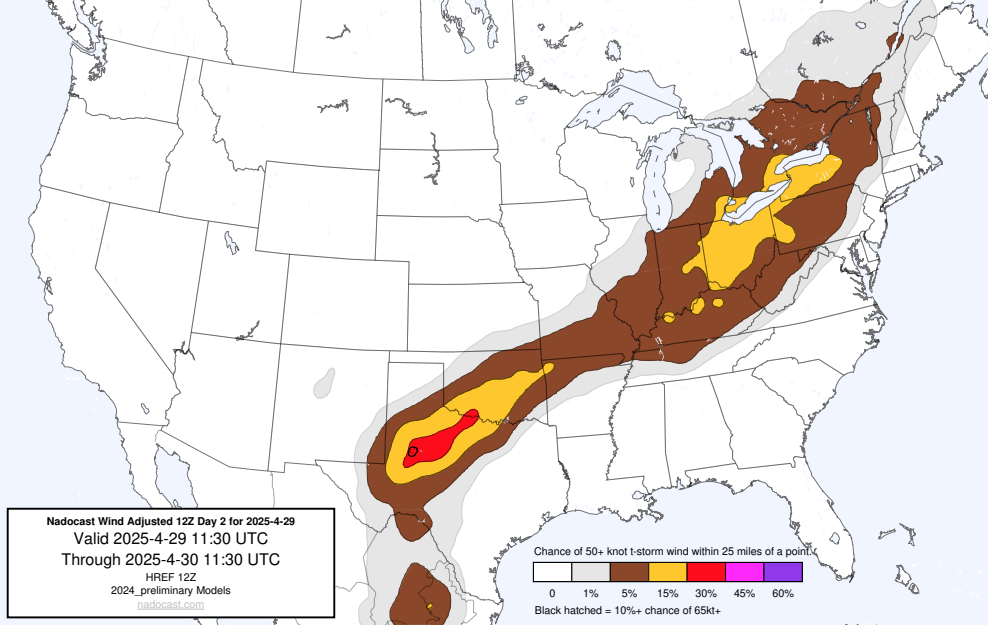 Nadocast Wind Adjusted 12Z Day 2 for 2025-4-29
Valid 2025-4-29 11:30 UTC
Through 2025-4-30 11:30 UTC
HREF 12Z
2024_preliminary Models
nadocast.com
Chance of 50+ knot t-storm wind within 25 miles of a point.
0 1% 5% 15% 30% 45% 60%
Black hatched = 10%+ chance of 65kt+